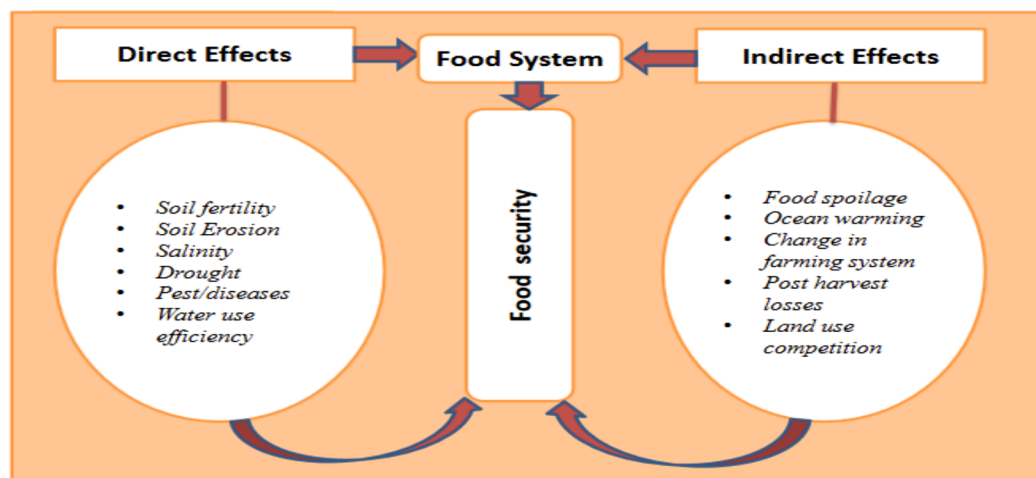 Direct Effects
Food System
Indirect Effects
• Soil fertility
• Soil Erosion
• Salinity
• Drought
• Pest/diseases
• Water use
efficiency
Food security
• Food spoilage
• Ocean warming
• Change in
farming system
• Post harvest
losses
• Land use
competition